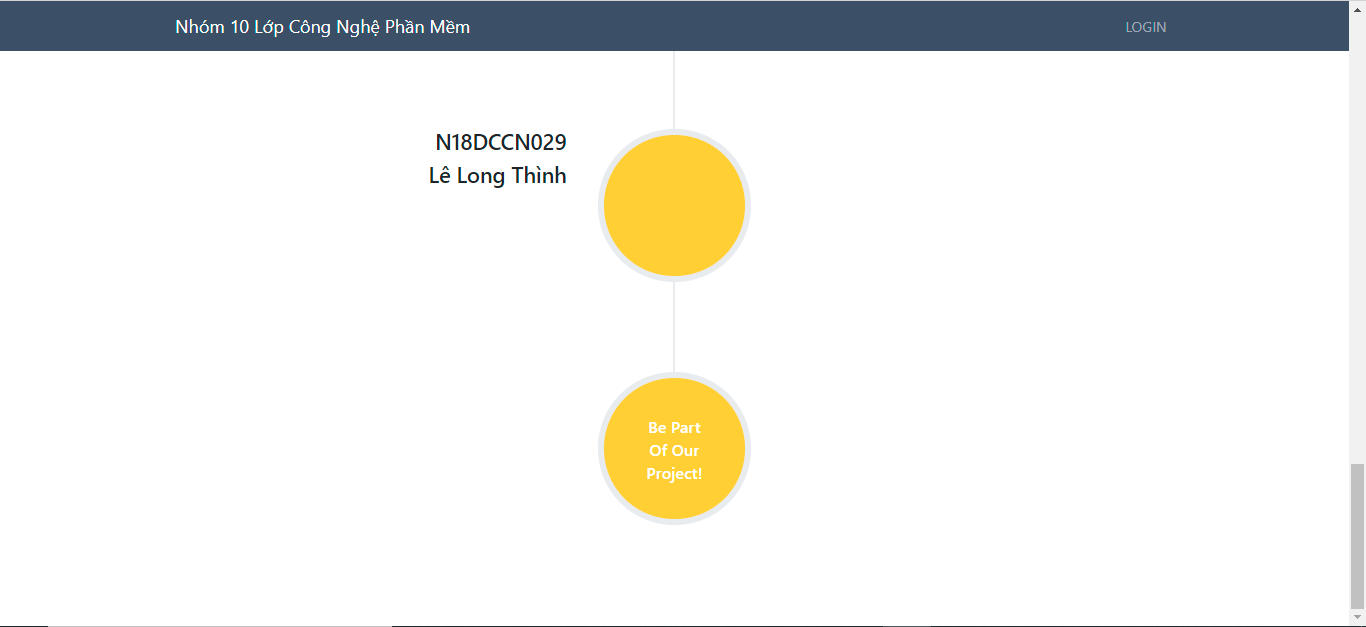 Nhóm 10 Lớp Công Nghệ Phần Mềm
LOGIN
N18DCCN029
Lê Long Thình
Be Part
Of Our
Project!